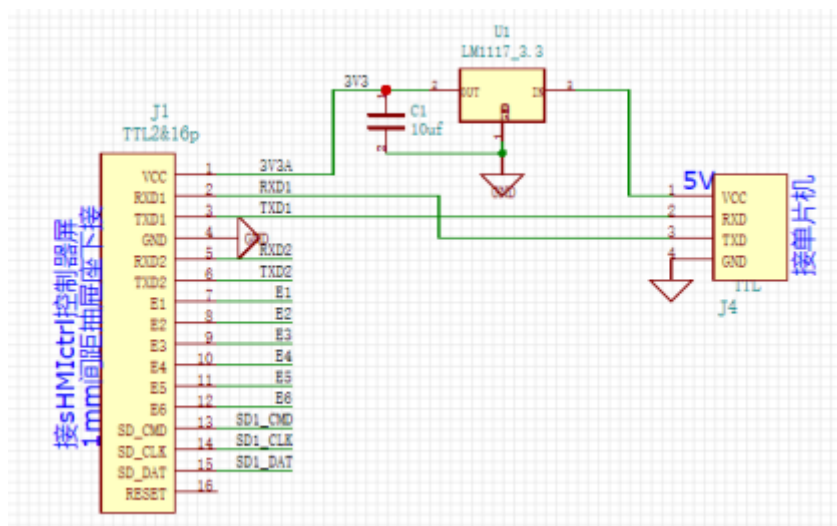 U1
LM1117_3.3
3V3
2
OUT
IN
3
GND
1
1
C1
10uf
2
GND
J1
TTL2&16p
接sHMIctrl控制器屏
1mm间距抽屉座下接
VCC 1 3V3A
RXD1 2 RXD1
TXD1 3 TXD1
GND 4 GND
RXD2 5 RXD2
TXD2 6 TXD2
E1 7 E1
E2 8 E2
E3 9 E3
E4 10 E4
E5 11 E5
E6 12 E6
SD_CMD 13 SD1_CMD
SD_CLK 14 SD1_CLK
SD_DAT 15 SD1_DAT
RESET 16
5V
1 VCC
2 RXD
3 TXD
4 GND
TTL
J4
接单片机